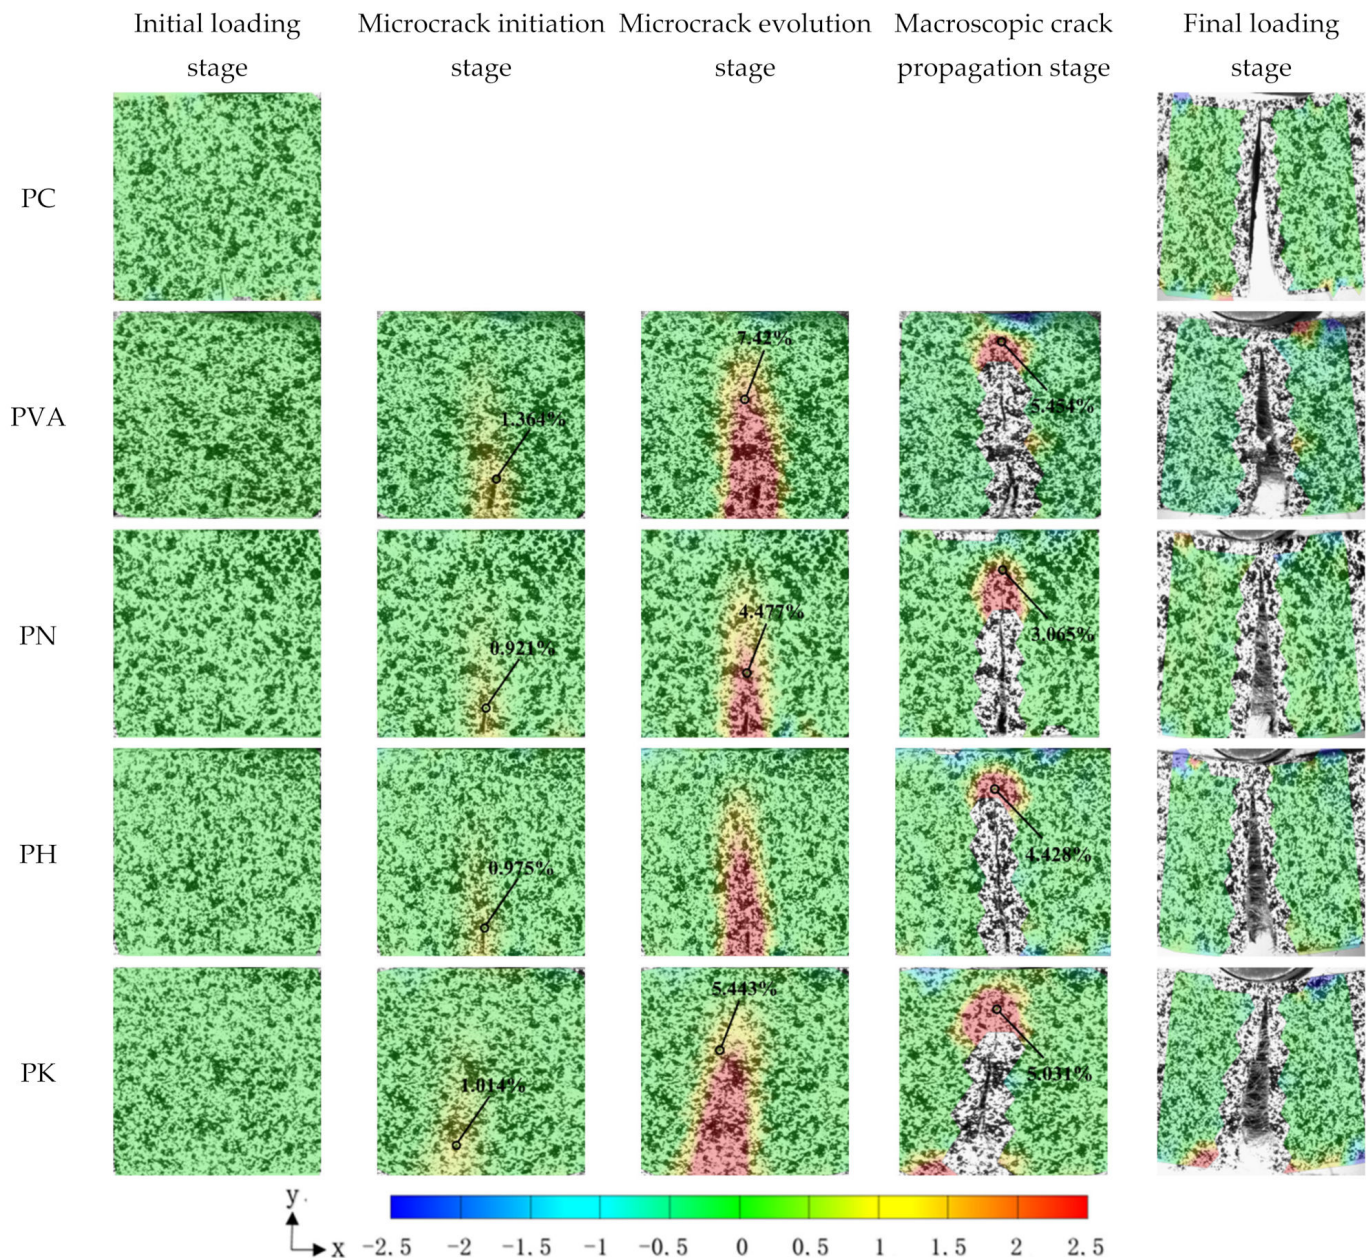 Initial loading
stage
Microcrack initiation
stage
Microcrack evolution
stage
Macroscopic crack
propagation stage
Final loading
stage
PC
PVA
1.364%
7.42%
5.454%
PN
0.921%
4.477%
3.065%
PH
0.975%
4.428%
PK
1.014%
5.443%
5.031%
y
x
-2.5 -2 -1.5 -1 -0.5 0 0.5 1 1.5 2 2.5